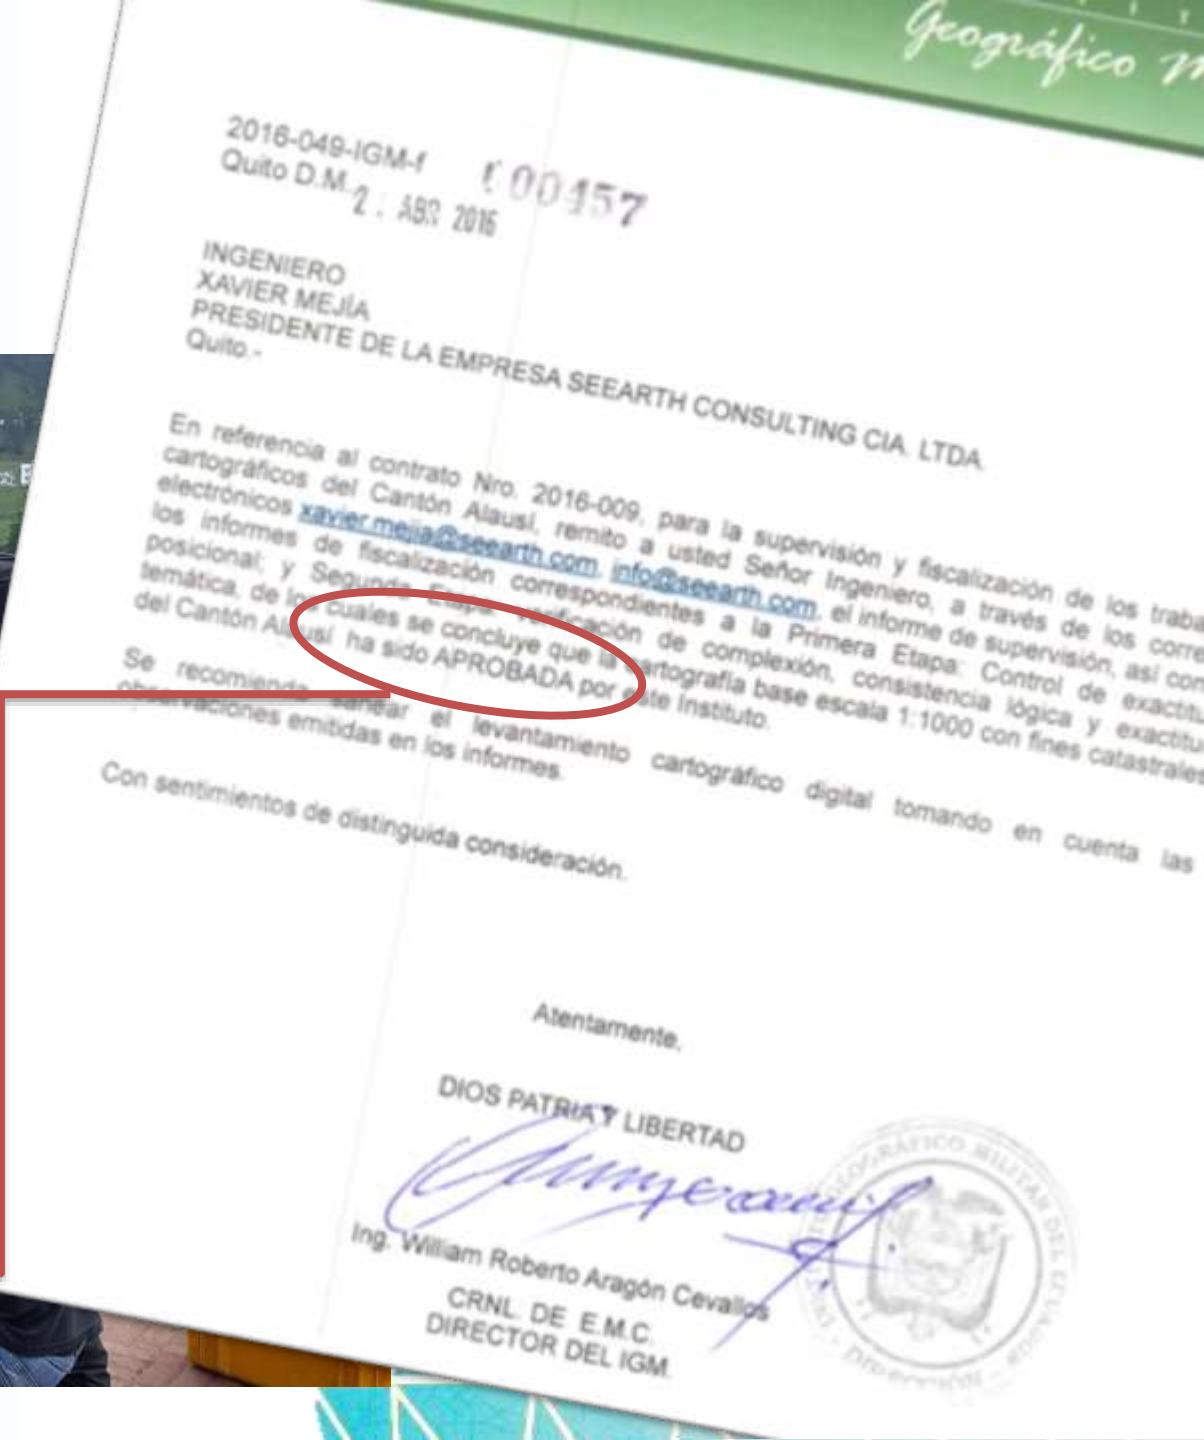 Geográfico M
2016-049-IGM-f 00457
Quito D.M. 2 . ABR 2016
INGENIERO
XAVIER MEJÍA
PRESIDENTE DE LA EMPRESA SEEARTH CONSULTING CIA. LTDA.
Quito.-
En referencia al contrato Nro. 2016-009, para la supervisión y fiscalización de los traba
cartográficos del Cantón Alausí, remito a usted Señor Ingeniero, a través de los corre
electrónicos xavier.mejia@seearth.com, info@seearth.com, el informe de supervisión, así com
los informes de fiscalización correspondientes a la Primera Etapa: Control de exactitu
posicional; y Segunda Etapa: verificación de complexión, consistencia lógica y exactitu
temática, de los cuales se concluye que la cartografía base escala 1:1000 con fines catastrales
del Cantón Alausí ha sido APROBADA por este Instituto.
Se recomienda sanear el levantamiento cartográfico digital tomando en cuenta las
observaciones emitidas en los informes.
Con sentimientos de distinguida consideración.
Atentamente,
DIOS PATRIA Y LIBERTAD
Ing. William Roberto Aragón Cevallos
CRNL. DE E.M.C.
DIRECTOR DEL IGM.
GEOGRAFICO MILITAR DEL ECUADOR
DIRECCION